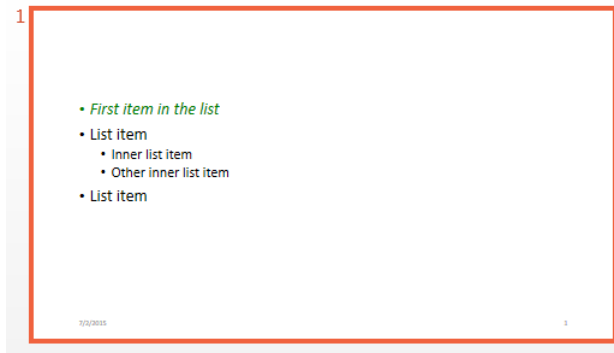 1
• First item in the list
• List item
• Inner list item
• Other inner list item
• List item
7/2/2015 1